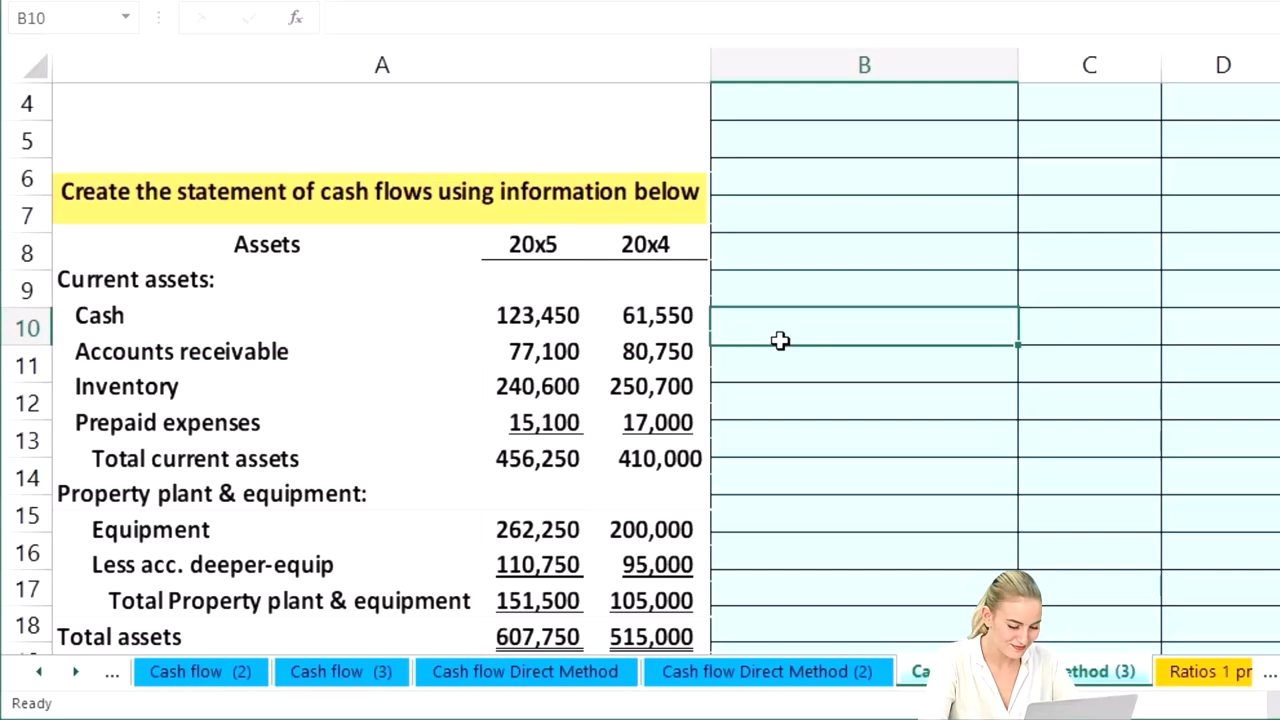 B10 fx
A B C D
4
5
6
7
8
9
10
11
12
13
14
15
16
17
18
Create the statement of cash flows using information below
Assets 20x5 20x4
Current assets:
Cash 123,450 61,550
Accounts receivable 77,100 80,750
Inventory 240,600 250,700
Prepaid expenses 15,100 17,000
Total current assets 456,250 410,000
Property plant & equipment:
Equipment 262,250 200,000
Less acc. deeper-equip 110,750 95,000
Total Property plant & equipment 151,500 105,000
Total assets 607,750 515,000
... Cash flow (2) Cash flow (3) Cash flow Direct Method Cash flow Direct Method (2) Ca ethod (3) Ratios 1 pr ...
Ready